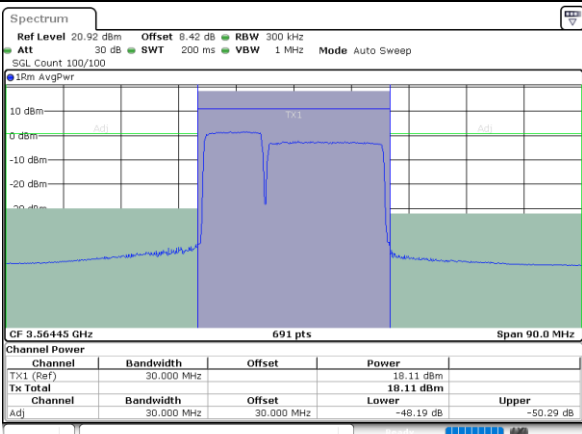 Spectrum
Ref Level 20.92 dBm Offset 8.42 dB RBW 300 kHz
Att 30 dB SWT 200 ms VBW 1 MHz Mode Auto Sweep
SGL Count 100/100
1Rm AvgPwr
10 dBm
TX1
Adj
Adj
0 dBm
-10 dBm
-20 dBm
-30 dBm
CF 3.56445 GHz 691 pts Span 90.0 MHz
Channel Power
Channel Bandwidth Offset Power
TX1 (Ref) 30.000 MHz 18.11 dBm
Tx Total 18.11 dBm
Channel Bandwidth Offset Lower Upper
Adj 30.000 MHz 30.000 MHz -48.19 dB -50.29 dB